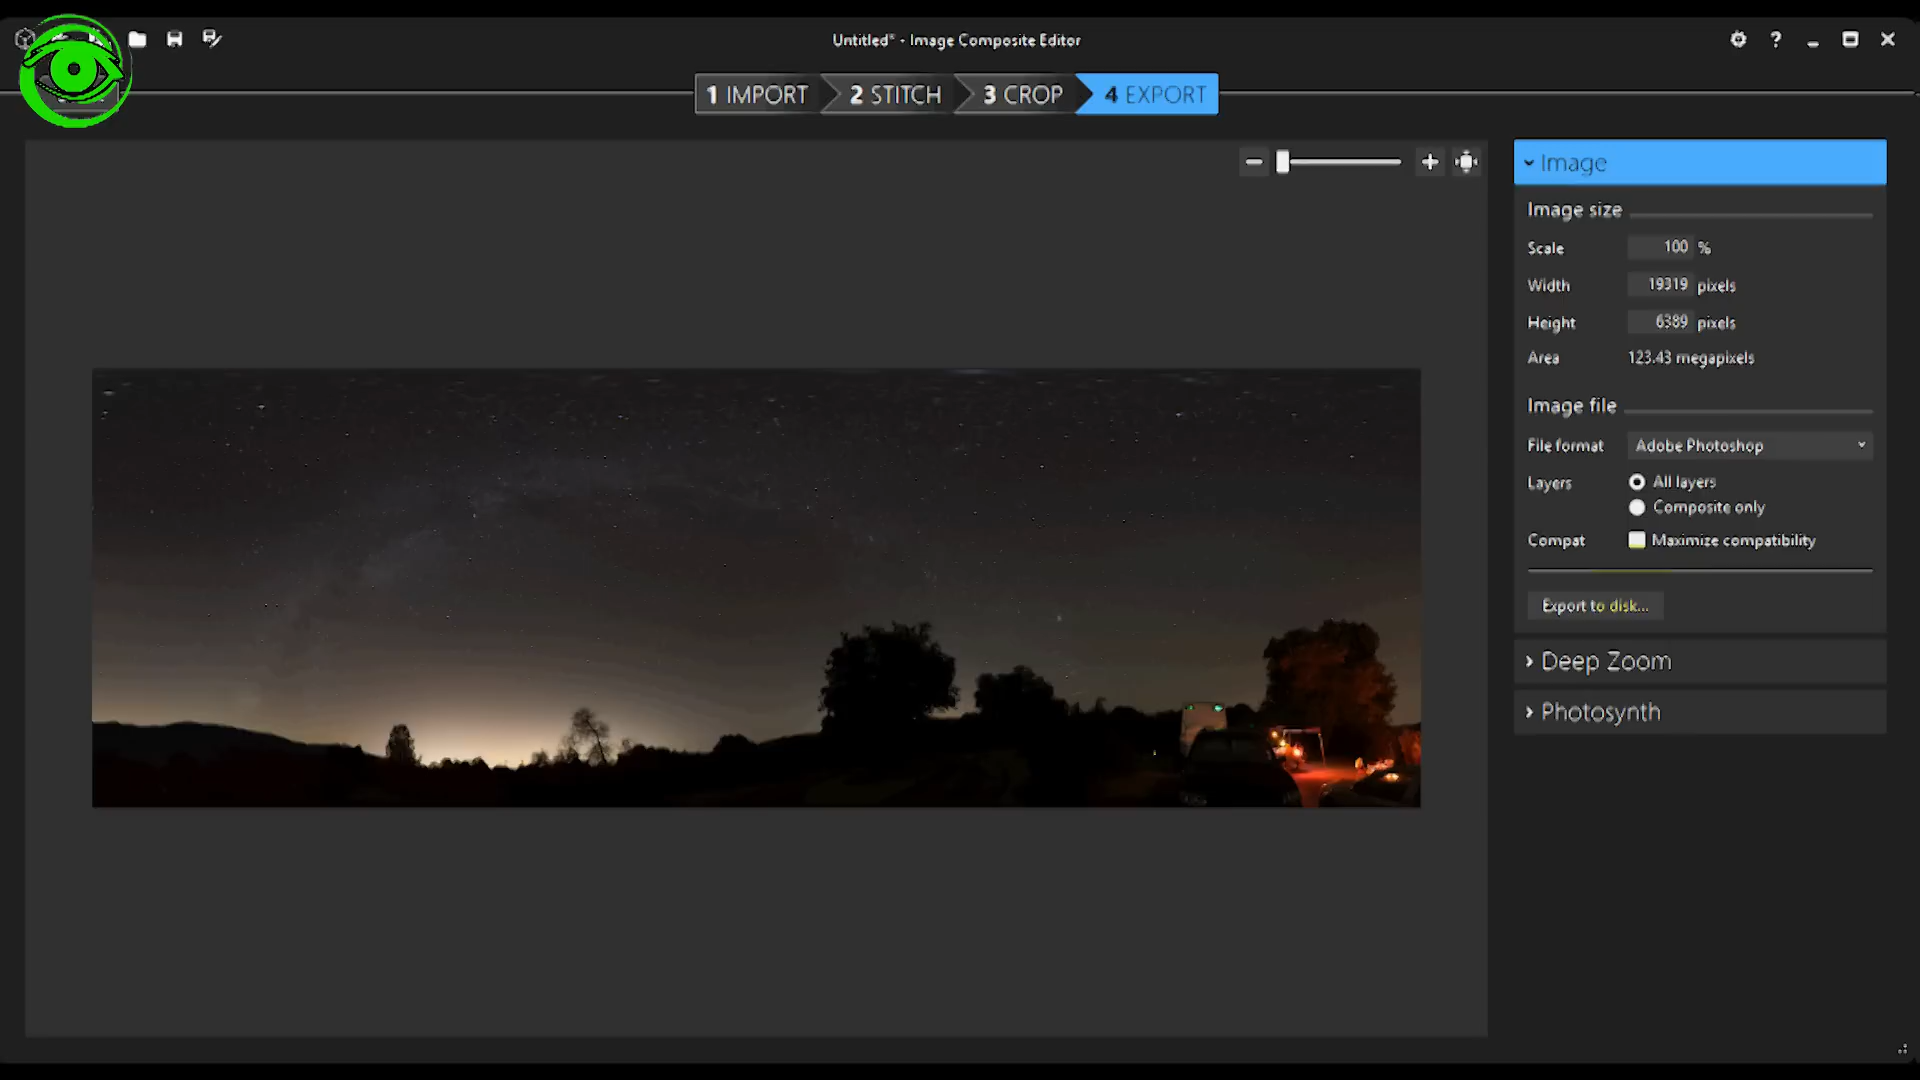 Untitled* - Image Composite Editor
1 IMPORT
2 STITCH
3 CROP
4 EXPORT
Image
Image size
Scale 100 %
Width 19319 pixels
Height 6389 pixels
Area 123.43 megapixels
Image file
File format Adobe Photoshop
Layers All layers
Composite only
Compat Maximize compatibility
Export to disk...
Deep Zoom
Photosynth